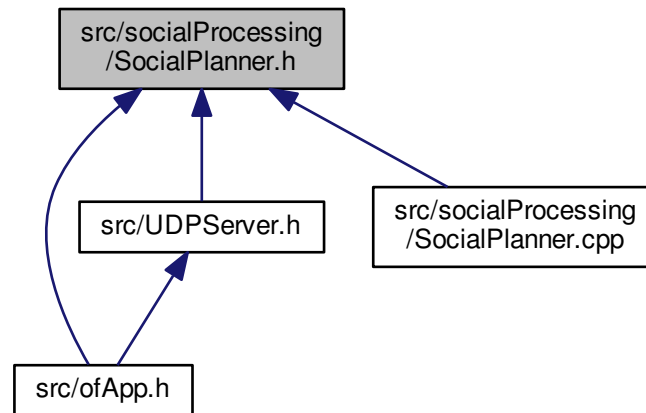 src/socialProcessing
/SocialPlanner.h
src/UDPServer.h
src/socialProcessing
/SocialPlanner.cpp
src/ofApp.h